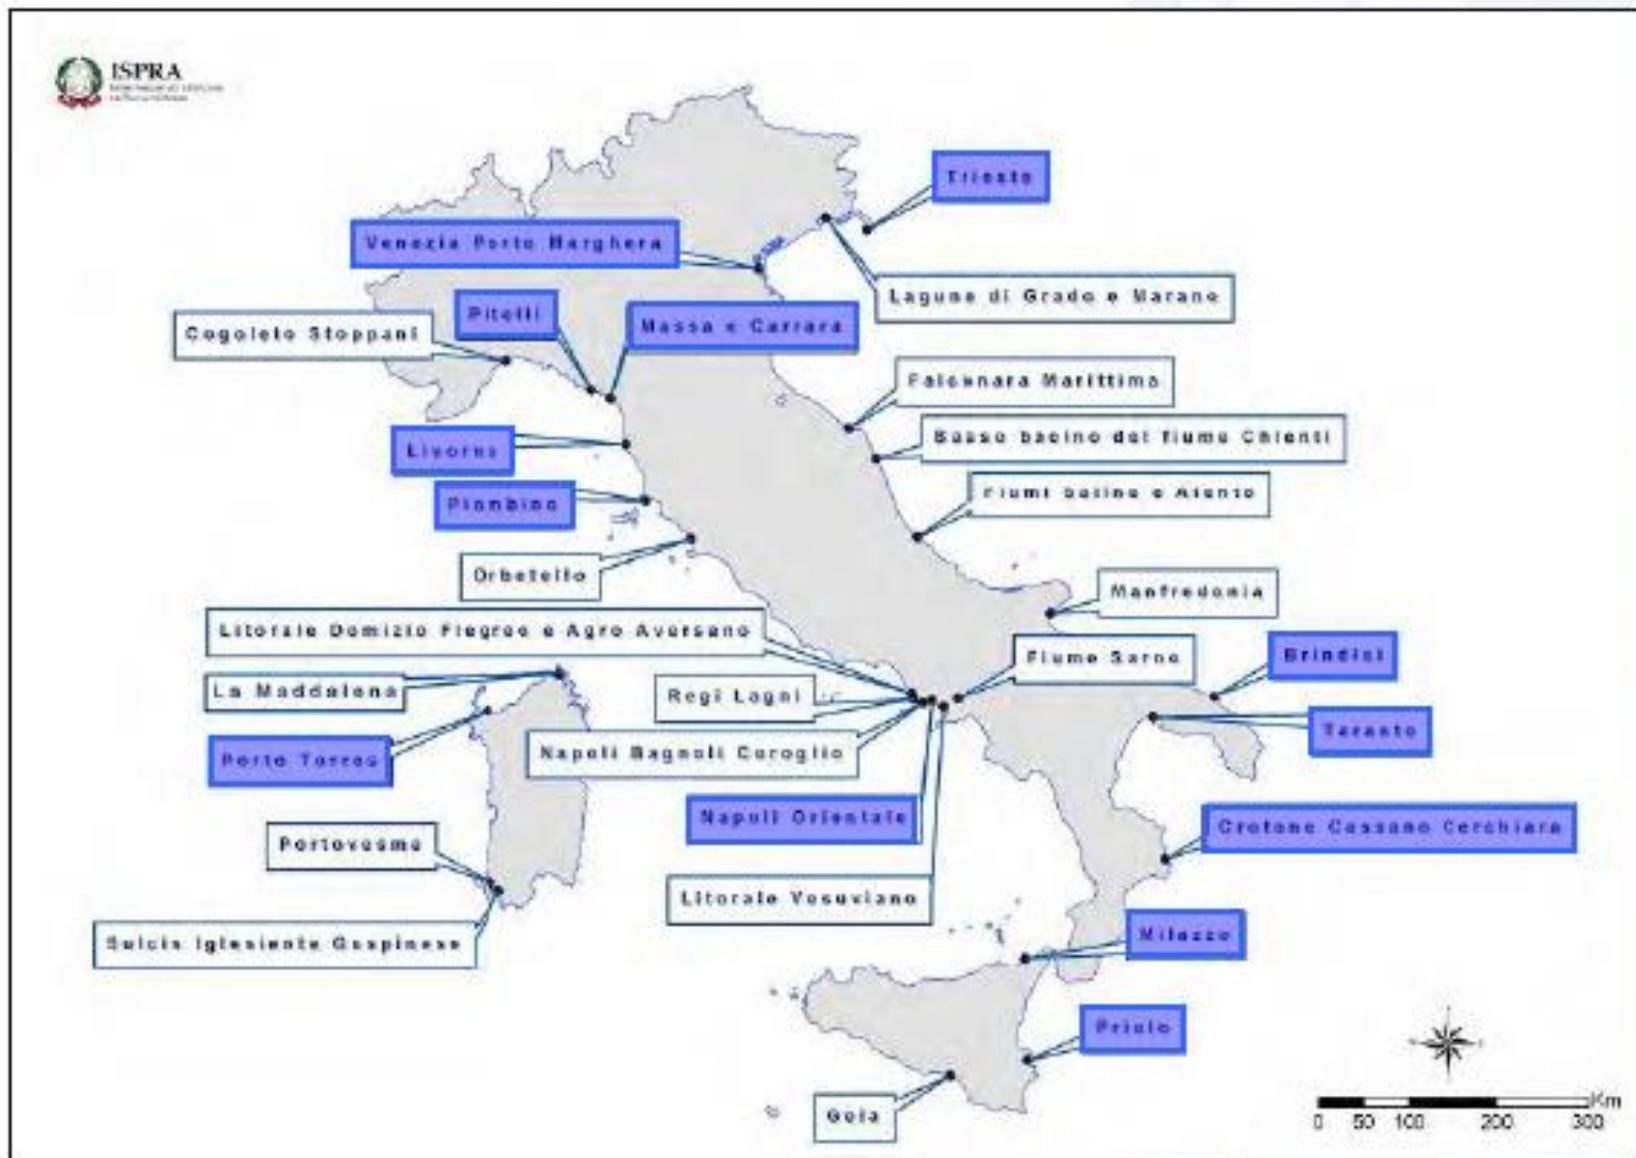 ISPRA
Trieste
Venezia Porto Marghera
Lagune di Grado e Marano
Pitelli
Massa e Carrara
Cogoleto Stoppani
Falconara Marittima
Livorno
Basso bacino del fiume Chienti
Piombino
Fiumi Saline e Alento
Orbetello
Manfredonia
Litorale Domizio Flegreo e Agro Aversano
Fiume Sarno
Brindisi
La Maddalena
Regi Lagni
Taranto
Porto Torres
Napoli Bagnoli Coroglio
Napoli Orientale
Crotone Cassano Cerchiara
Portovesme
Litorale Vesuviano
Sulcis Iglesiente Guspinese
Milazzo
Priolo
Gela
Km
0 50 100 200 300